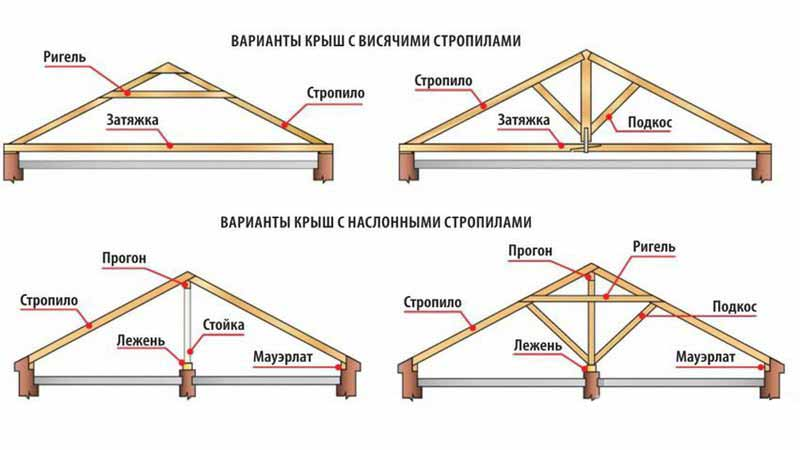 ВАРИАНТЫ КРЫШ С ВИСЯЧИМИ СТРОПИЛАМИ
Ригель
Стропило
Затяжка
Стропило
Затяжка
Подкос
ВАРИАНТЫ КРЫШ С НАСЛОННЫМИ СТРОПИЛАМИ
Прогон
Стропило
Лежень
Стойка
Мауэрлат
Прогон
Ригель
Стропило
Подкос
Лежень
Мауэрлат